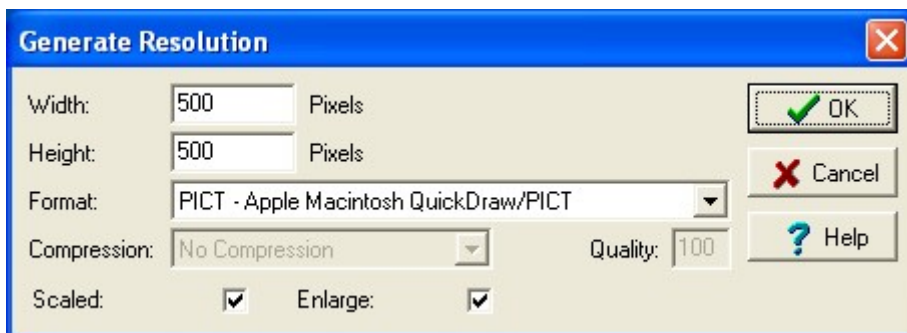 Generate Resolution
Width: 500 Pixels
OK
Height: 500 Pixels
Cancel
Format: PICT - Apple Macintosh QuickDraw/PICT
Compression: No Compression Quality: 100
Help
Scaled: Enlarge: